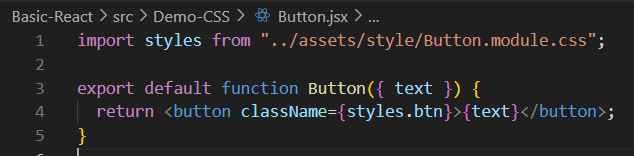 Basic-React > src > Demo-CSS > Button.jsx > ...
1 import styles from "../assets/style/Button.module.css";
2
3 export default function Button({ text }) {
4   return <button className={styles.btn}>{text}</button>;
5 }
6